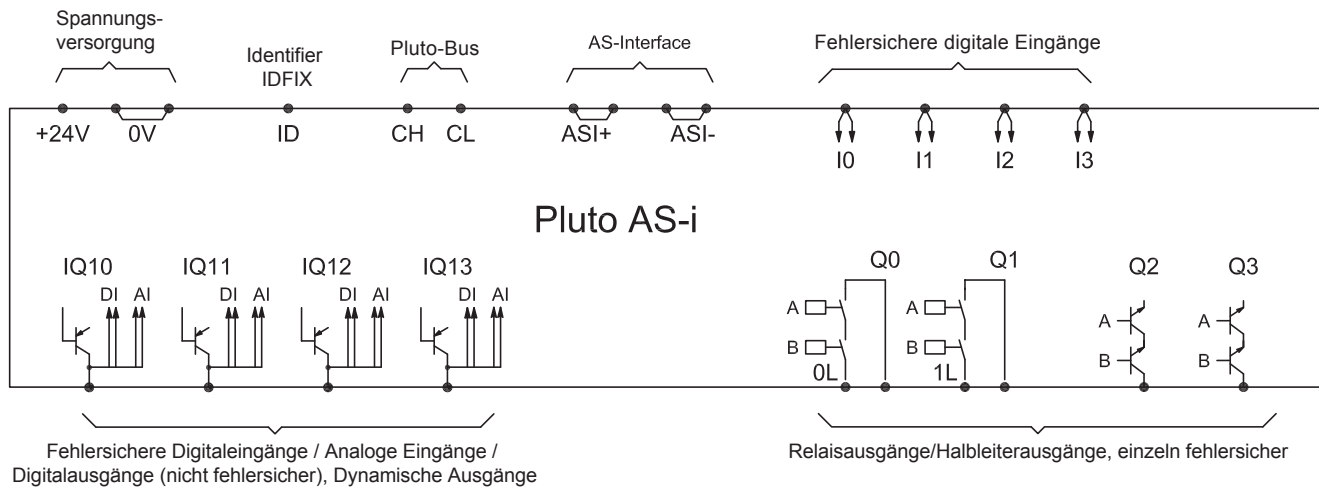 Spannungs-
versorgung
Identifier
IDFIX
Pluto-Bus
AS-Interface
Fehlersichere digitale Eingänge
+24V 0V ID CH CL ASI+ ASI- I0 I1 I2 I3
Pluto AS-i
IQ10 IQ11 IQ12 IQ13 Q0 Q1 Q2 Q3
DI AI DI AI DI AI DI AI
A A A A
B B B B
0L 1L
Fehlersichere Digitaleingänge / Analoge Eingänge /
Digitalausgänge (nicht fehlersicher), Dynamische Ausgänge
Relaisausgänge/Halbleiterausgänge, einzeln fehlersicher